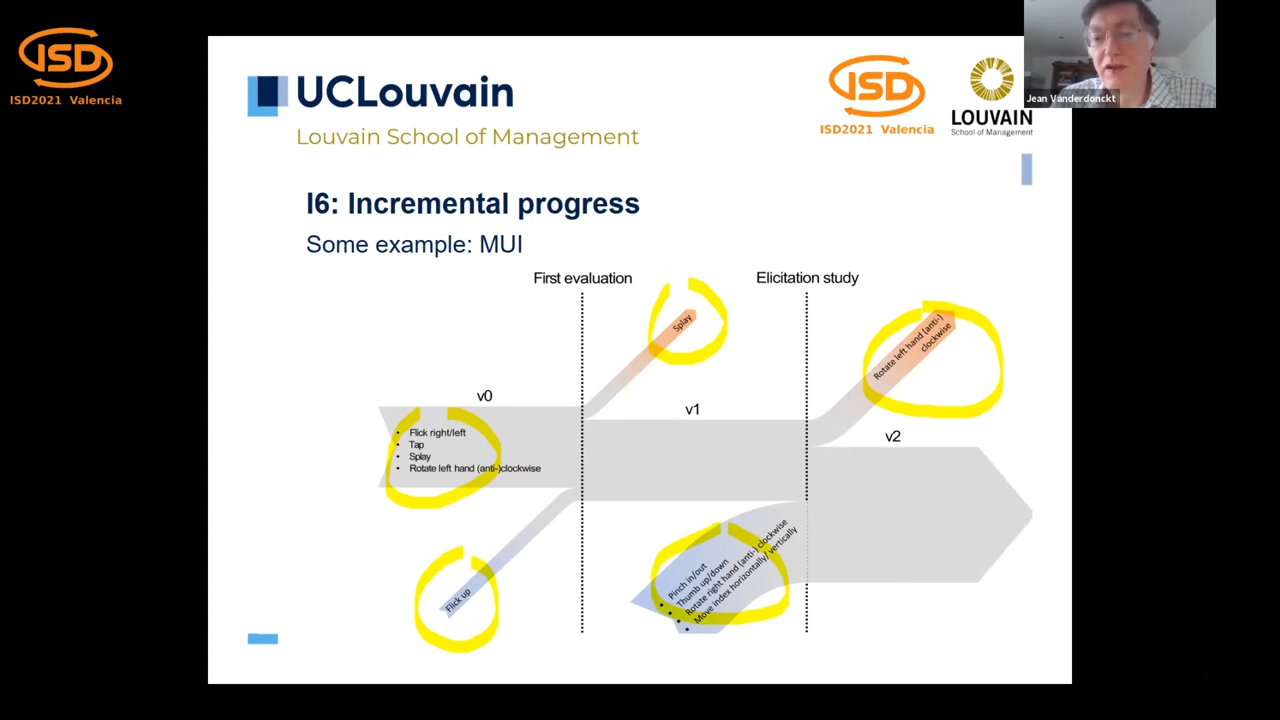 ISD
ISD2021 Valencia
UCLouvain
Louvain School of Management
ISD
ISD2021 Valencia
LOUVAIN
School of Management
Jean Vanderdonckt
I6: Incremental progress
Some example: MUI
First evaluation
Elicitation study
Splay
Rotate left hand (anti-)
clockwise
v0
v1
v2
• Flick right/left
• Tap
• Splay
• Rotate left hand (anti-)clockwise
Flick up
• Pinch in/out
• Thumb up/down
• Rotate right hand (anti-) clockwise
• Move index horizontally/ vertically